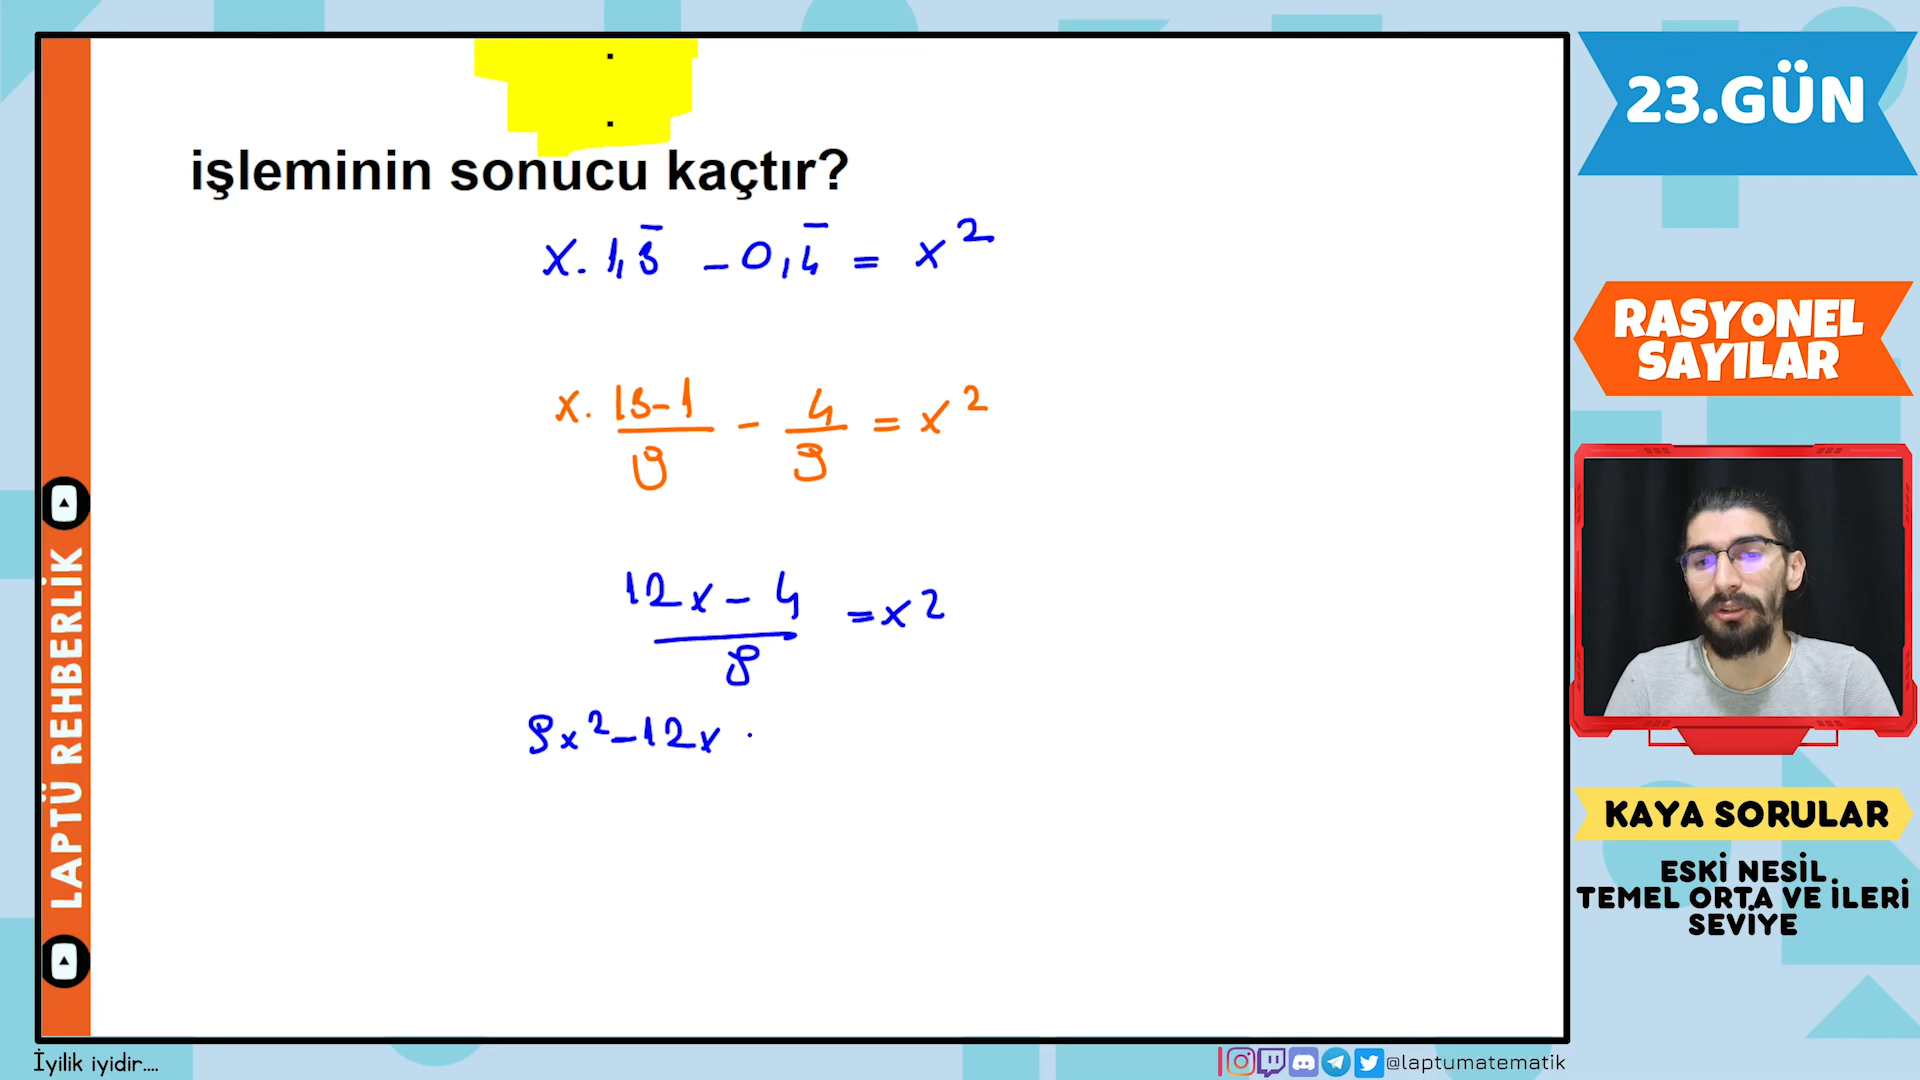 işleminin sonucu kaçtır?
x. 1,3̅ - 0,4̅ = x²
x. 13-1/9 - 4/9 = x²
12x - 4/9 = x²
9x² - 12x
LAPTÜ REHBERLİK
23.GÜN
RASYONEL
SAYILAR
KAYA SORULAR
ESKİ NESİL
TEMEL ORTA VE İLERİ
SEVİYE
İyilik iyidir....
@laptumatematik